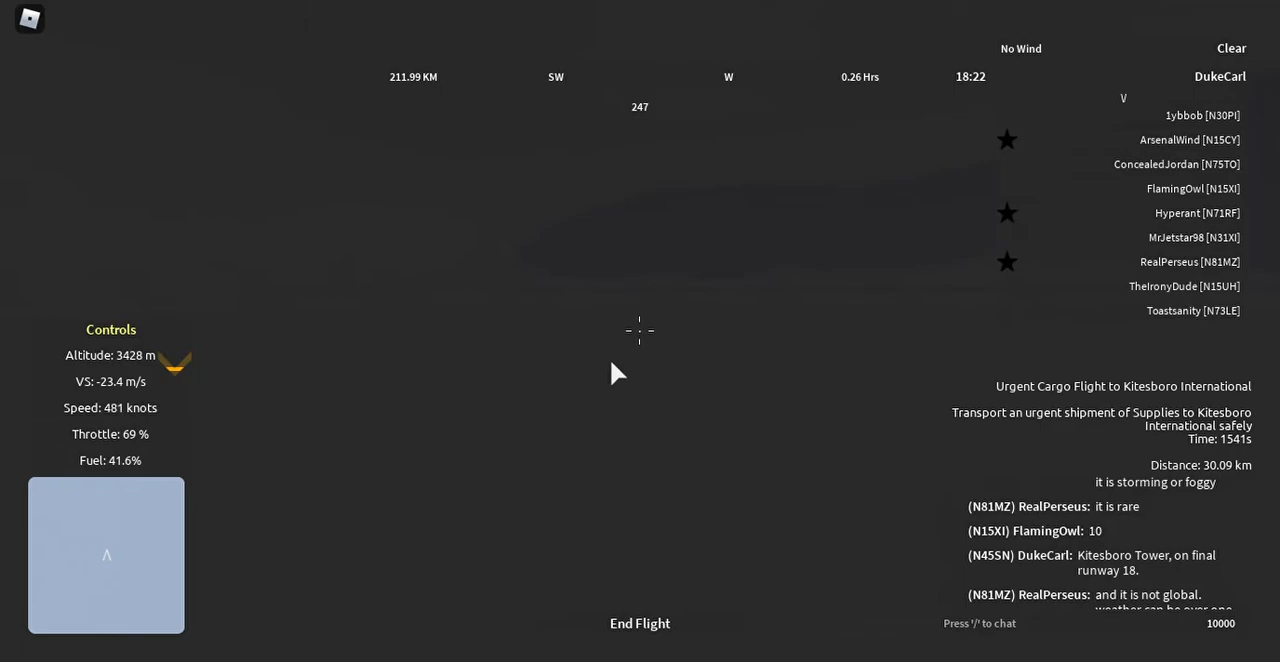 No Wind
Clear
211.99 KM
SW
W
0.26 Hrs
18:22
DukeCarl
247
V
1ybbob [N30PI]
ArsenalWind [N15CY]
ConcealedJordan [N75TO]
FlamingOwl [N15XI]
Hyperant [N71RF]
MrJetstar98 [N31XI]
RealPerseus [N81MZ]
TheIronyDude [N15UH]
Toastsanity [N73LE]
Controls
Altitude: 3428 m
VS: -23.4 m/s
Speed: 481 knots
Throttle: 69 %
Fuel: 41.6%
Urgent Cargo Flight to Kitesboro International
Transport an urgent shipment of Supplies to Kitesboro
International safely
Time: 1541s
Distance: 30.09 km
it is storming or foggy
(N81MZ) RealPerseus: it is rare
(N15XI) FlamingOwl: 10
(N45SN) DukeCarl: Kitesboro Tower, on final
runway 18.
(N81MZ) RealPerseus: and it is not global.
weather can be over one
End Flight
Press '/' to chat
10000